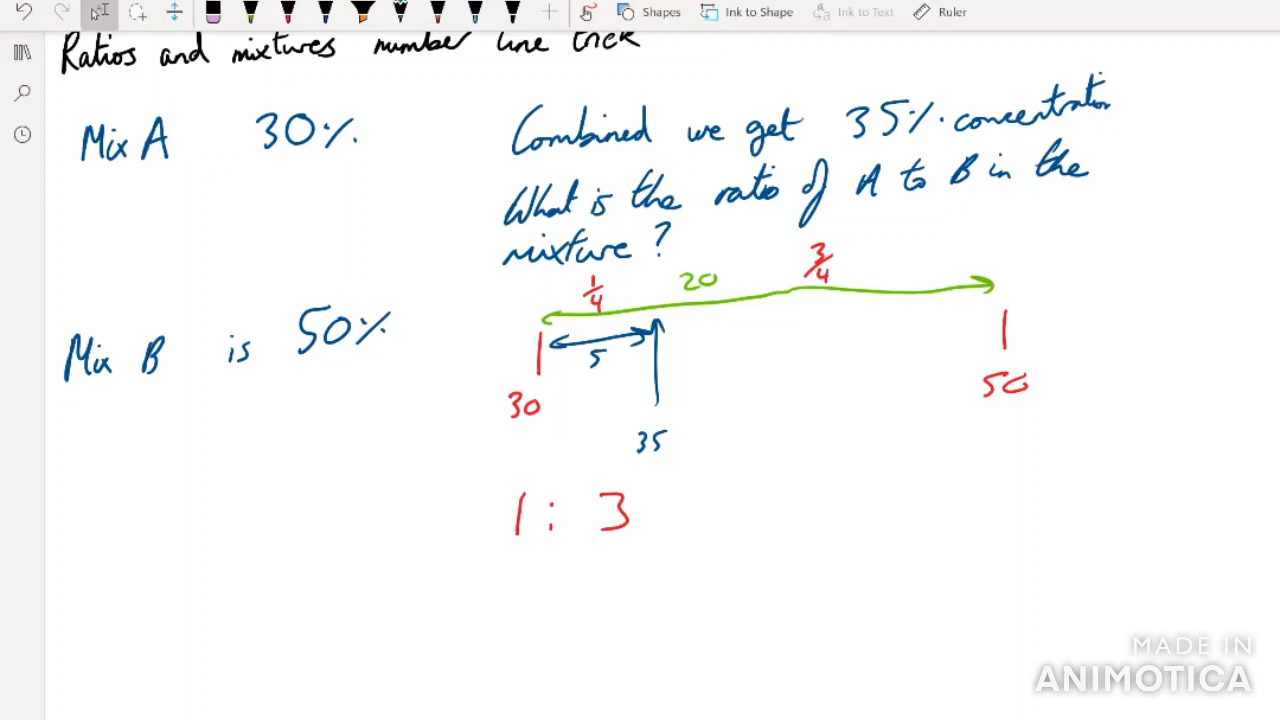 Shapes
Ink to Shape
Ink to Text
Ruler
Ratios and mixtures number line trick
Mix A 30%.
Combined we get 35%. concentration
What is the ratio of A to B in the
mixture ?
1/4 20 3/4
Mix B is 50%
5
30
50
35
1 : 3
MADE IN
ANIMOTICA